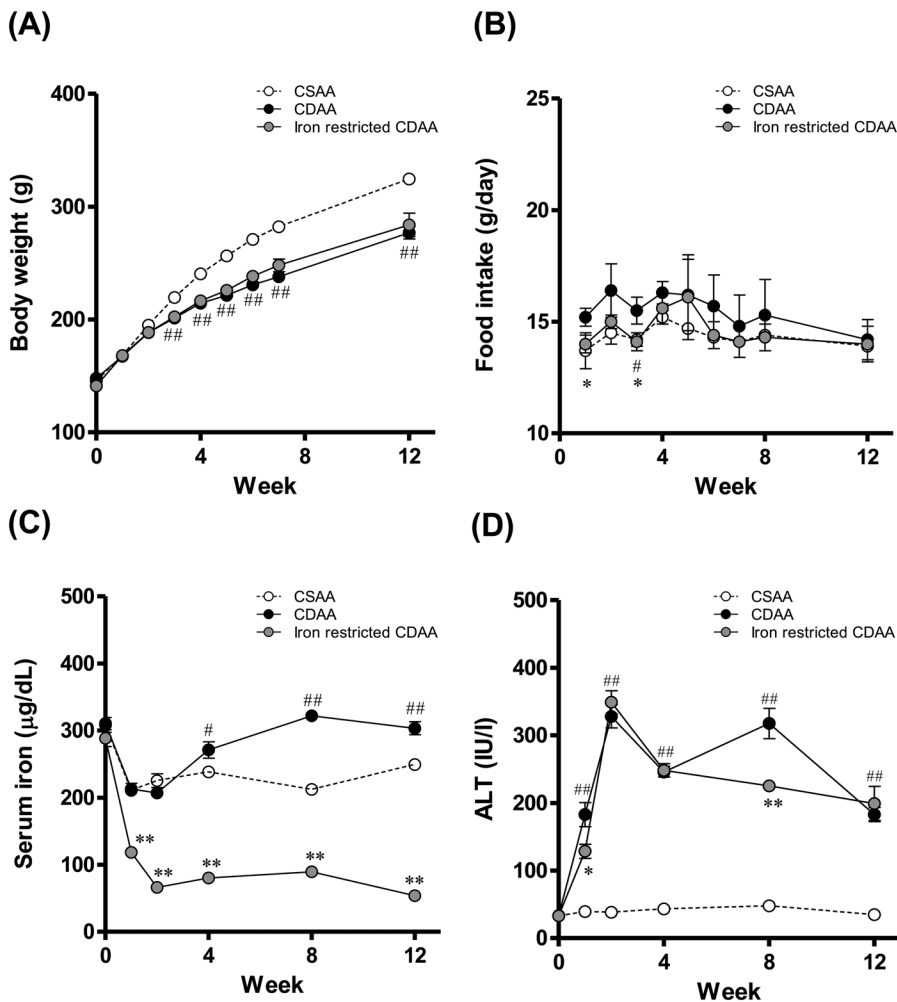 (A)
CSAA
CDAA
Iron restricted CDAA
400
300
200
100
Body weight (g)
## ## ## ## ## ##
0 4 8 12
Week
(B)
CSAA
CDAA
Iron restricted CDAA
25
20
15
10
Food intake (g/day)
#
* *
0 4 8 12
Week
(C)
CSAA
CDAA
Iron restricted CDAA
500
400
300
200
100
0
Serum iron (µg/dL)
# ## ##
** ** ** ** **
0 4 8 12
Week
(D)
CSAA
CDAA
Iron restricted CDAA
500
400
300
200
100
0
ALT (IU/l)
## ## ## ## ##
* **
0 4 8 12
Week